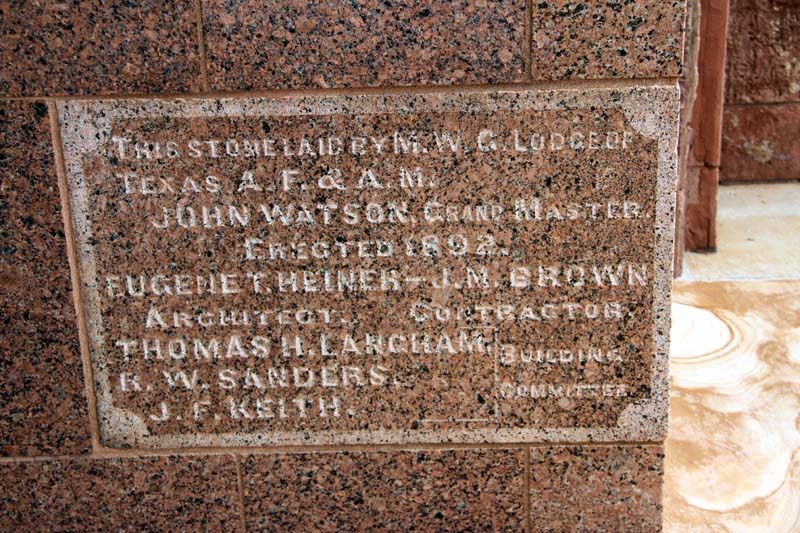 THIS STONE LAID BY M. W. G. LODGE OF
TEXAS A. F. & A. M.
JOHN WATSON, GRAND MASTER.
ERECTED 1892.
EUGENE T. HEINER – J. M. BROWN
ARCHITECT. CONTRACTOR.
THOMAS H. LANGHAM.
R. W. SANDERS.
J. F. KEITH.
BUILDING
COMMITTEE